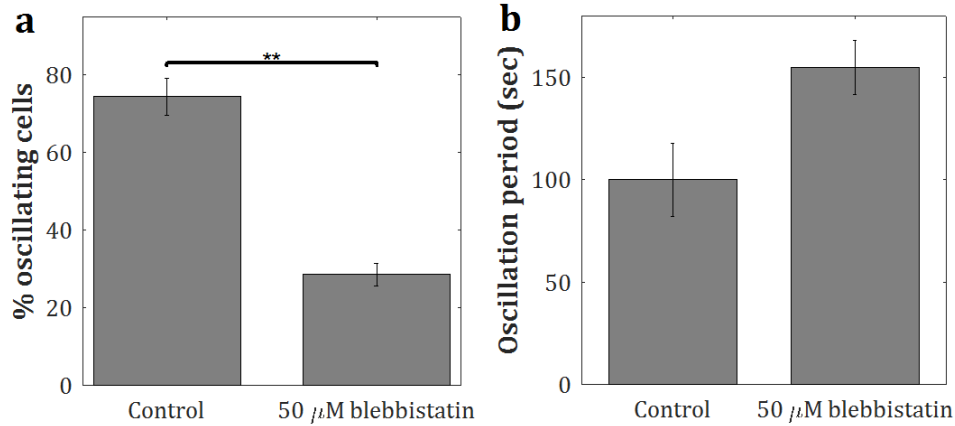 a
**
% oscillating cells
80
60
40
20
0
Control
50 μM blebbistatin
b
Oscillation period (sec)
150
100
50
0
Control
50 μM blebbistatin